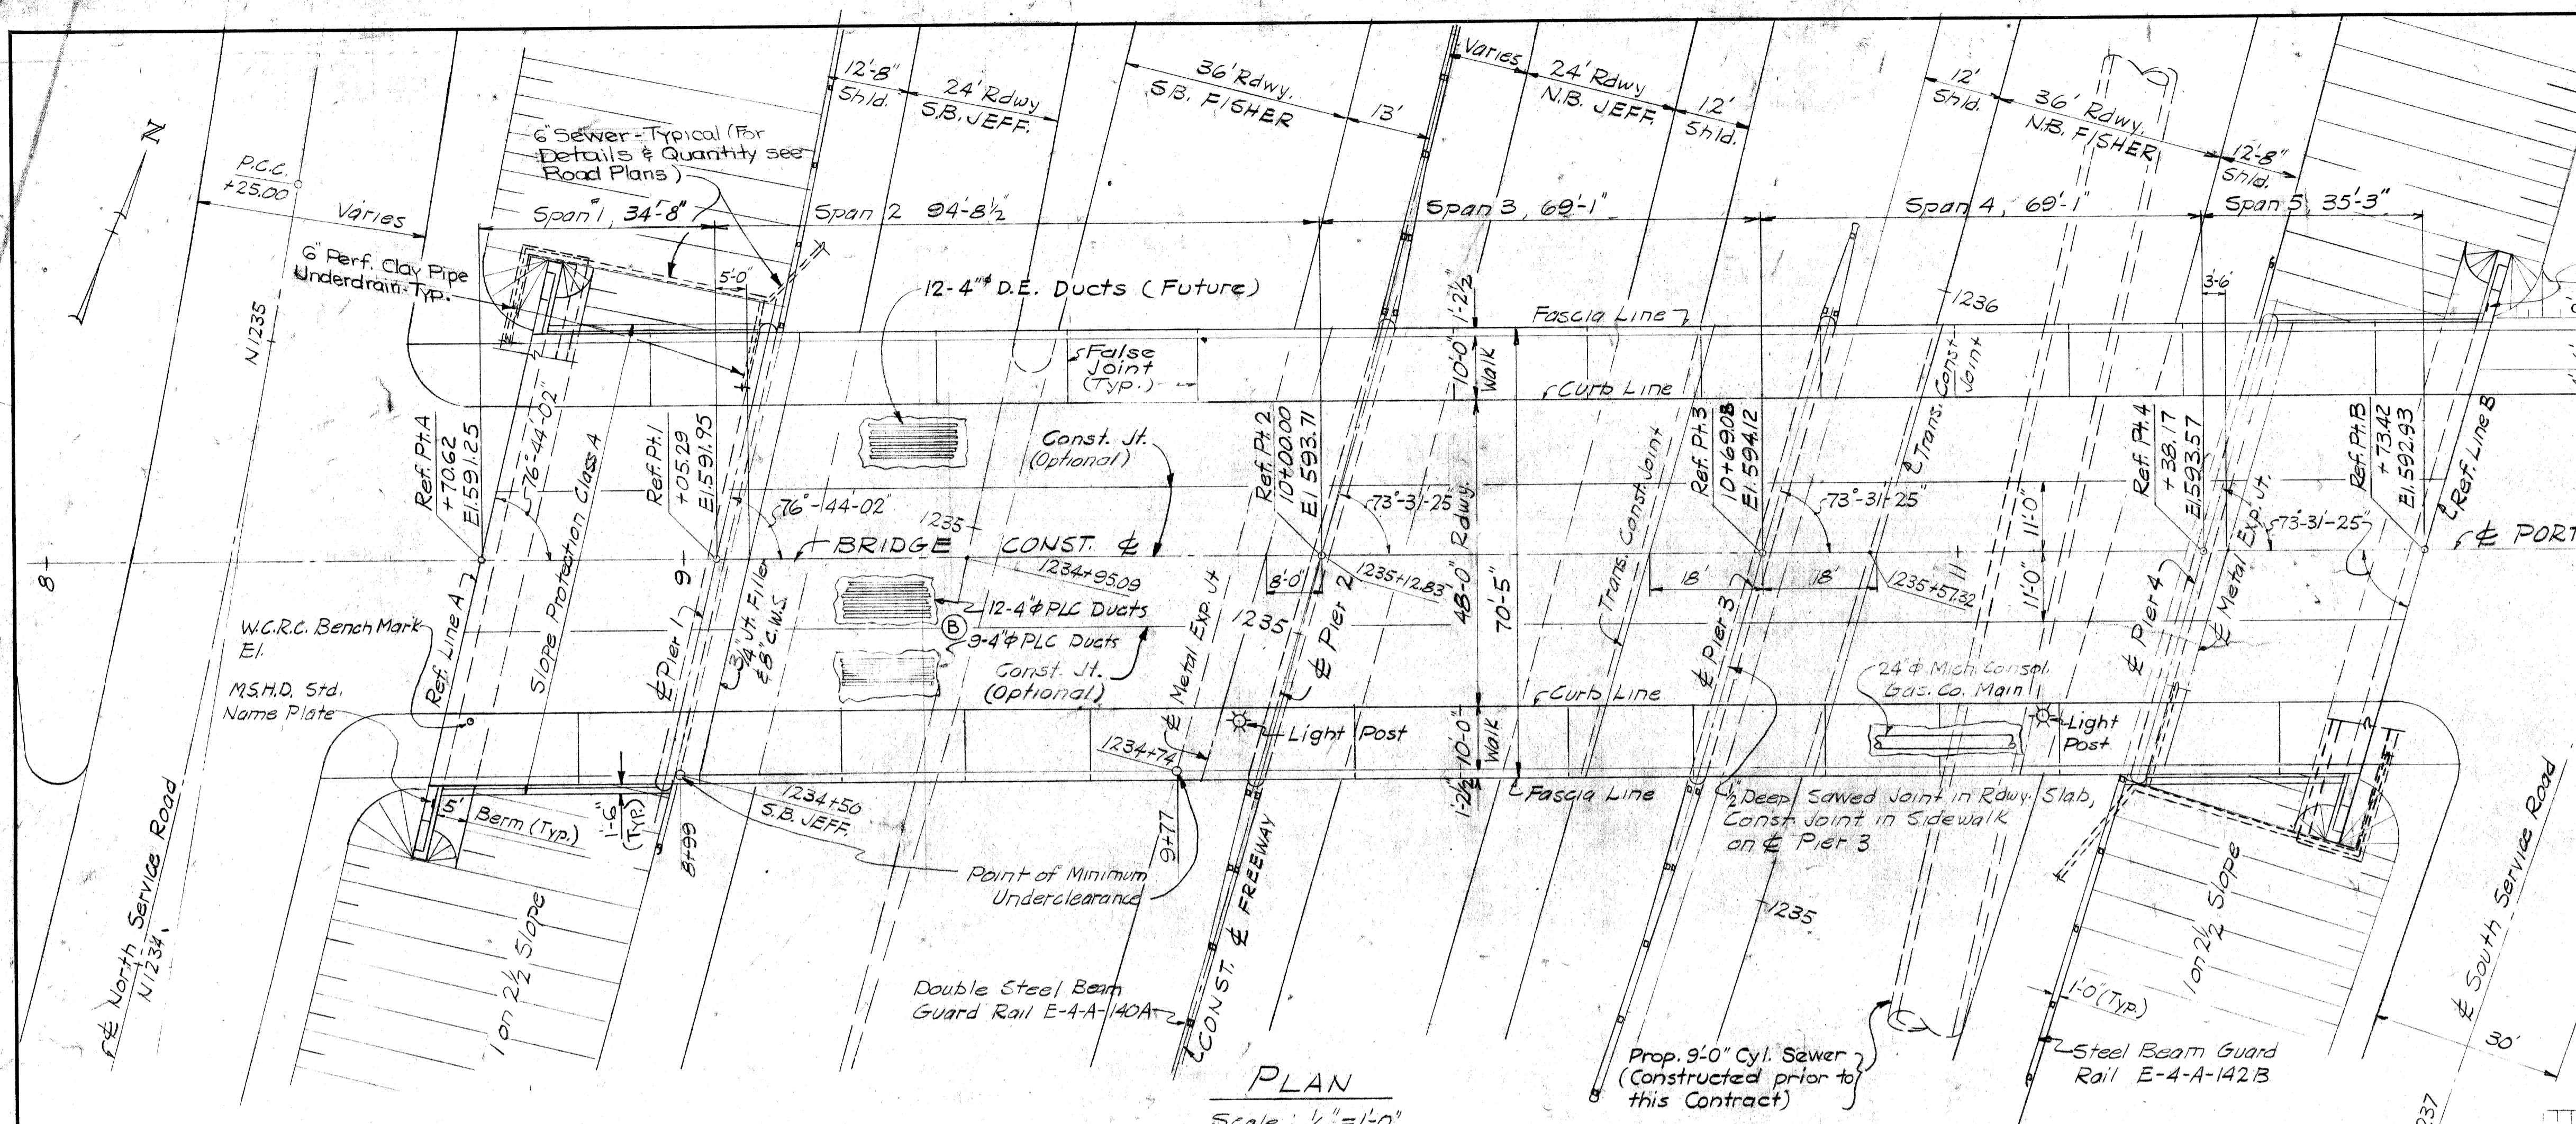 12'-8"
Shld.
24' Rdwy
S.B. JEFF.
36' Rdwy.
S.B. FISHER
13'
Varies
24' Rdwy
N.B. JEFF.
12'
Shld.
12'
Shld.
36' Rdwy.
N.B. FISHER
12'-8"
Shld.
N
P.C.C.
+25.00
Varies
6" Sewer - Typical (For
Details & Quantity see
Road Plans)
Span 1, 34'-8"
Span 2 94'-8½"
Span 3, 69'-1"
Span 4, 69'-1"
Span 5, 35'-3"
6" Perf. Clay Pipe
Underdrain-Typ.
5'-0"
12-4"⌀ D.E. Ducts (Future)
1'-2½"
Fascia Line
1236
3'-6"
N1235
False
Joint
(Typ.)
10'-0"
Walk
Curb Line
Trans. Const.
Joint
Ref. Pt. A
+70.62
El. 591.25
76°-44'-02"
Slope Protection Class A
Ref. Pt. 1
+05.29
El. 591.95
Const. Jt.
(Optional)
Ref. Pt. 2
10+00.00
El. 593.71
Trans. Const. Joint
Ref. Pt. 3
10+69.08
El. 594.12
Ref. Pt. 4
+38.17
El. 593.57
Ref. Pt. B
+73.42
El. 592.93
Ref. Line B
76°-44'-02"
1235
73°-31'-25"
73°-31'-25"
11'-0"
73-31-25"
8
9
BRIDGE CONST. ℄
℄ PORT
1234+95.09
8'-0"
1235+12.83
48'-0" Rdwy.
70'-5"
18'
18'
1235+57.32
11
11'-0"
W.C.R.C. Bench Mark
El.
Ref. Line A
℄ Pier 1
3/4" Jt. Filler
& 8" C.W.S.
12-4"⌀ PLC Ducts
B
9-4"⌀ PLC Ducts
Const. Jt.
(Optional)
℄ Metal Exp. Jt
1235
℄ Pier 2
℄ Pier 3
℄ Pier 4
℄ Metal Exp. Jt.
M.S.H.D. Std.
Name Plate
24"⌀ Mich. Consol.
Gas. Co. Main
Curb Line
Light Post
Light
Post
1234+74
10'-0"
Walk
1'-2½"
Fascia Line
½" Deep Sawed Joint in Rdwy. Slab,
Const. Joint in Sidewalk
on ℄ Pier 3
5'
Berm (Typ.)
1'-6"
(Typ.)
1234+50
S.B. JEFF.
8+99
9+77
Point of Minimum
Underclearance
1235
1 on 2½ Slope
1 on 2½ Slope
℄ North Service Road
N1234
℄ South Service Road
Double Steel Beam
Guard Rail E-4-A-140A
CONST. ℄ FREEWAY
1'-0" (Typ.)
30'
Prop. 9'-0" Cyl. Sewer
(Constructed prior to
this Contract)
Steel Beam Guard
Rail E-4-A-142B
PLAN